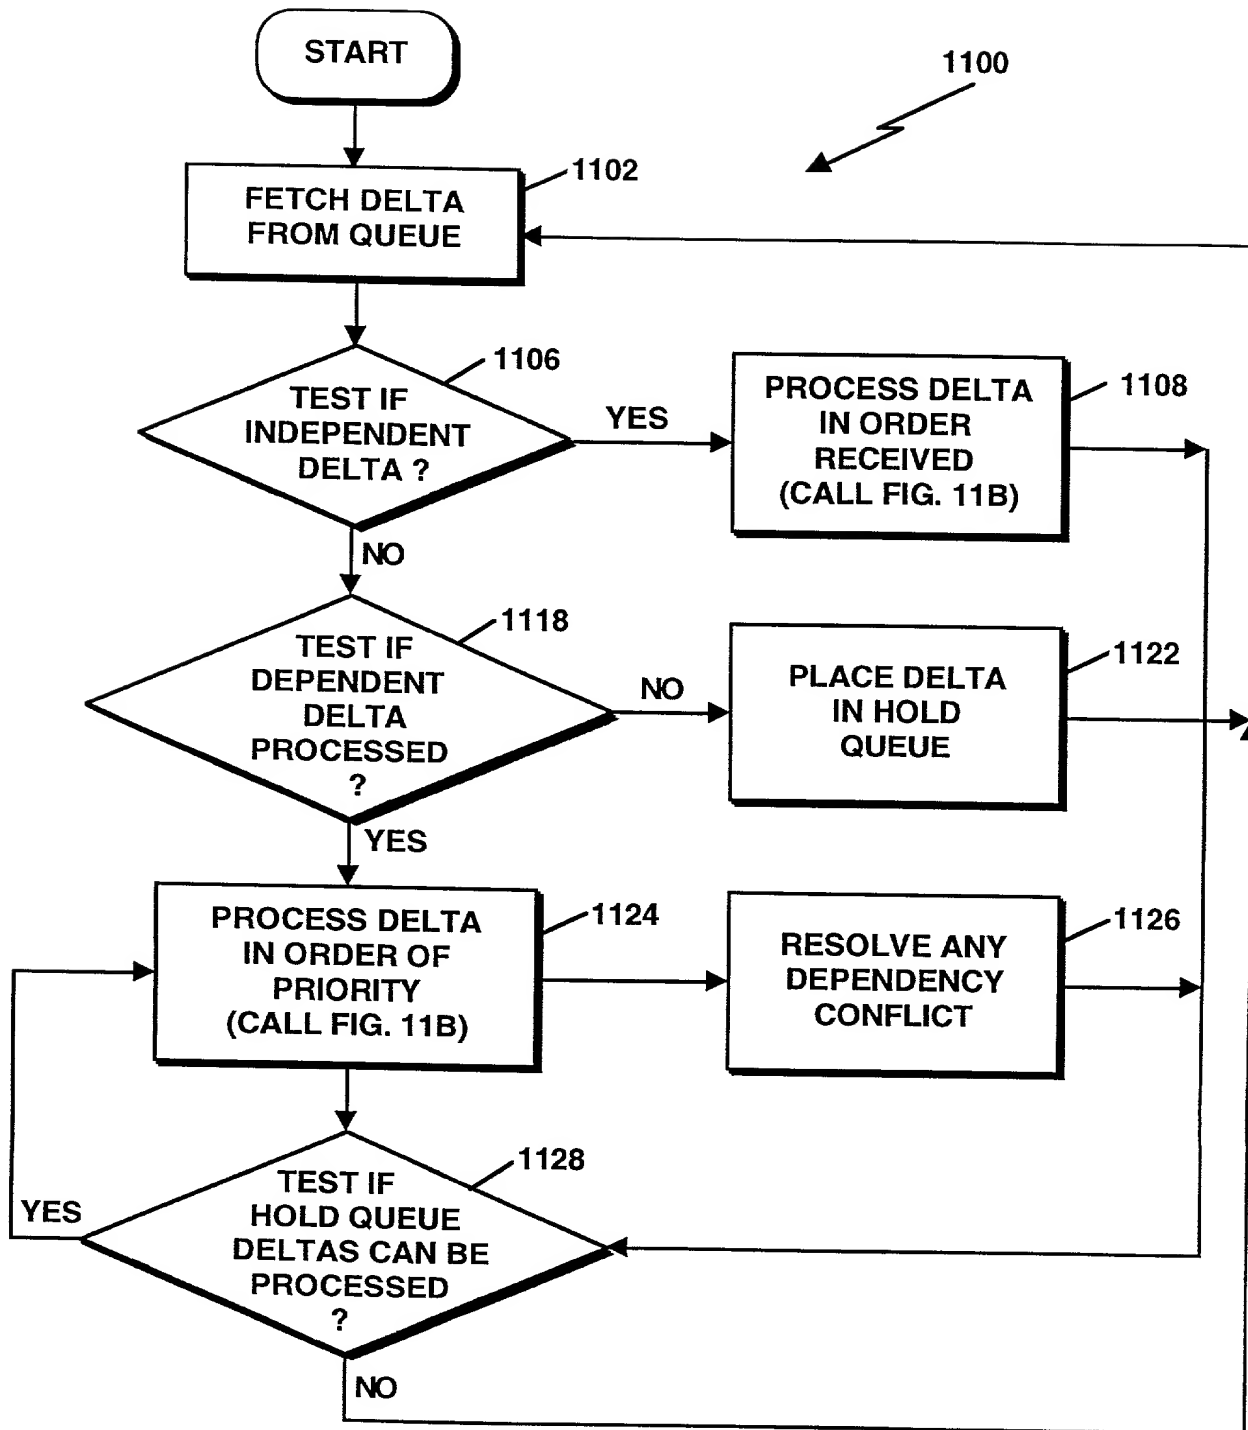 START
1100
1102
FETCH DELTA
FROM QUEUE
1106
TEST IF
INDEPENDENT
DELTA ?
YES
1108
PROCESS DELTA
IN ORDER
RECEIVED
(CALL FIG. 11B)
NO
1118
TEST IF
DEPENDENT
DELTA
PROCESSED
?
NO
1122
PLACE DELTA
IN HOLD
QUEUE
YES
1124
PROCESS DELTA
IN ORDER OF
PRIORITY
(CALL FIG. 11B)
1126
RESOLVE ANY
DEPENDENCY
CONFLICT
1128
TEST IF
HOLD QUEUE
DELTAS CAN BE
PROCESSED
?
YES
NO